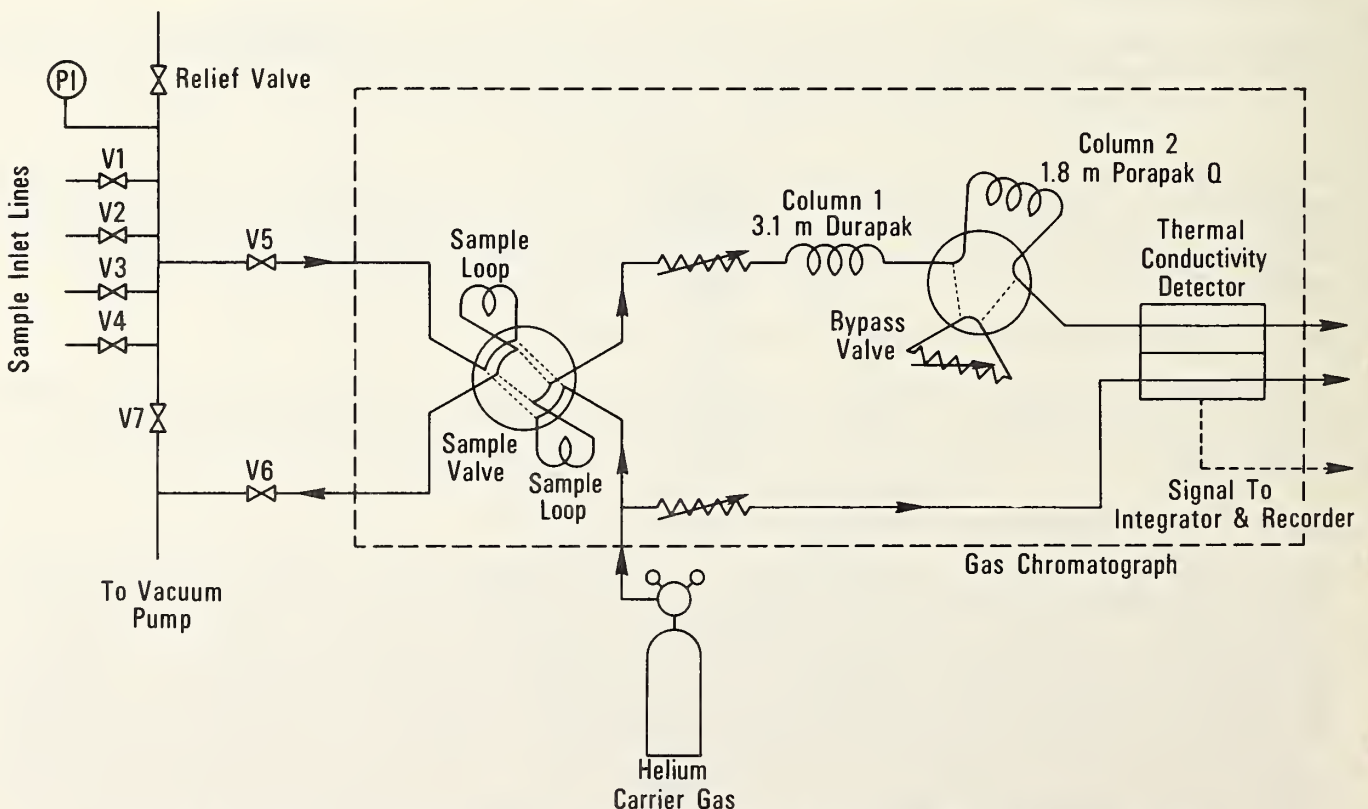 PI
Relief Valve
Sample Inlet Lines
V1
V2
V3
V4
V5
V6
V7
To Vacuum
Pump
Sample
Loop
Sample
Valve
Sample
Loop
Column 1
3.1 m Durapak
Column 2
1.8 m Porapak Q
Bypass
Valve
Thermal
Conductivity
Detector
Signal To
Integrator & Recorder
Gas Chromatograph
Helium
Carrier Gas